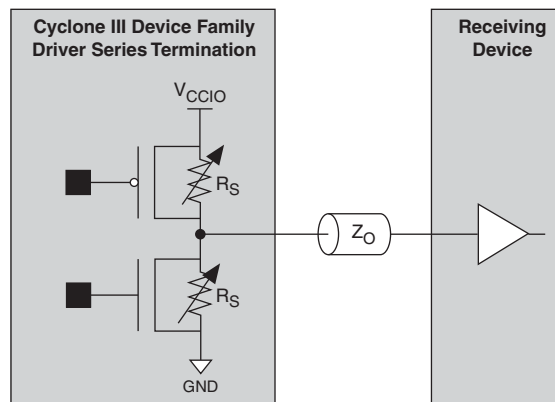 Cyclone III Device Family
Driver Series Termination
Receiving
Device
VCCIO
RS
ZO
RS
GND